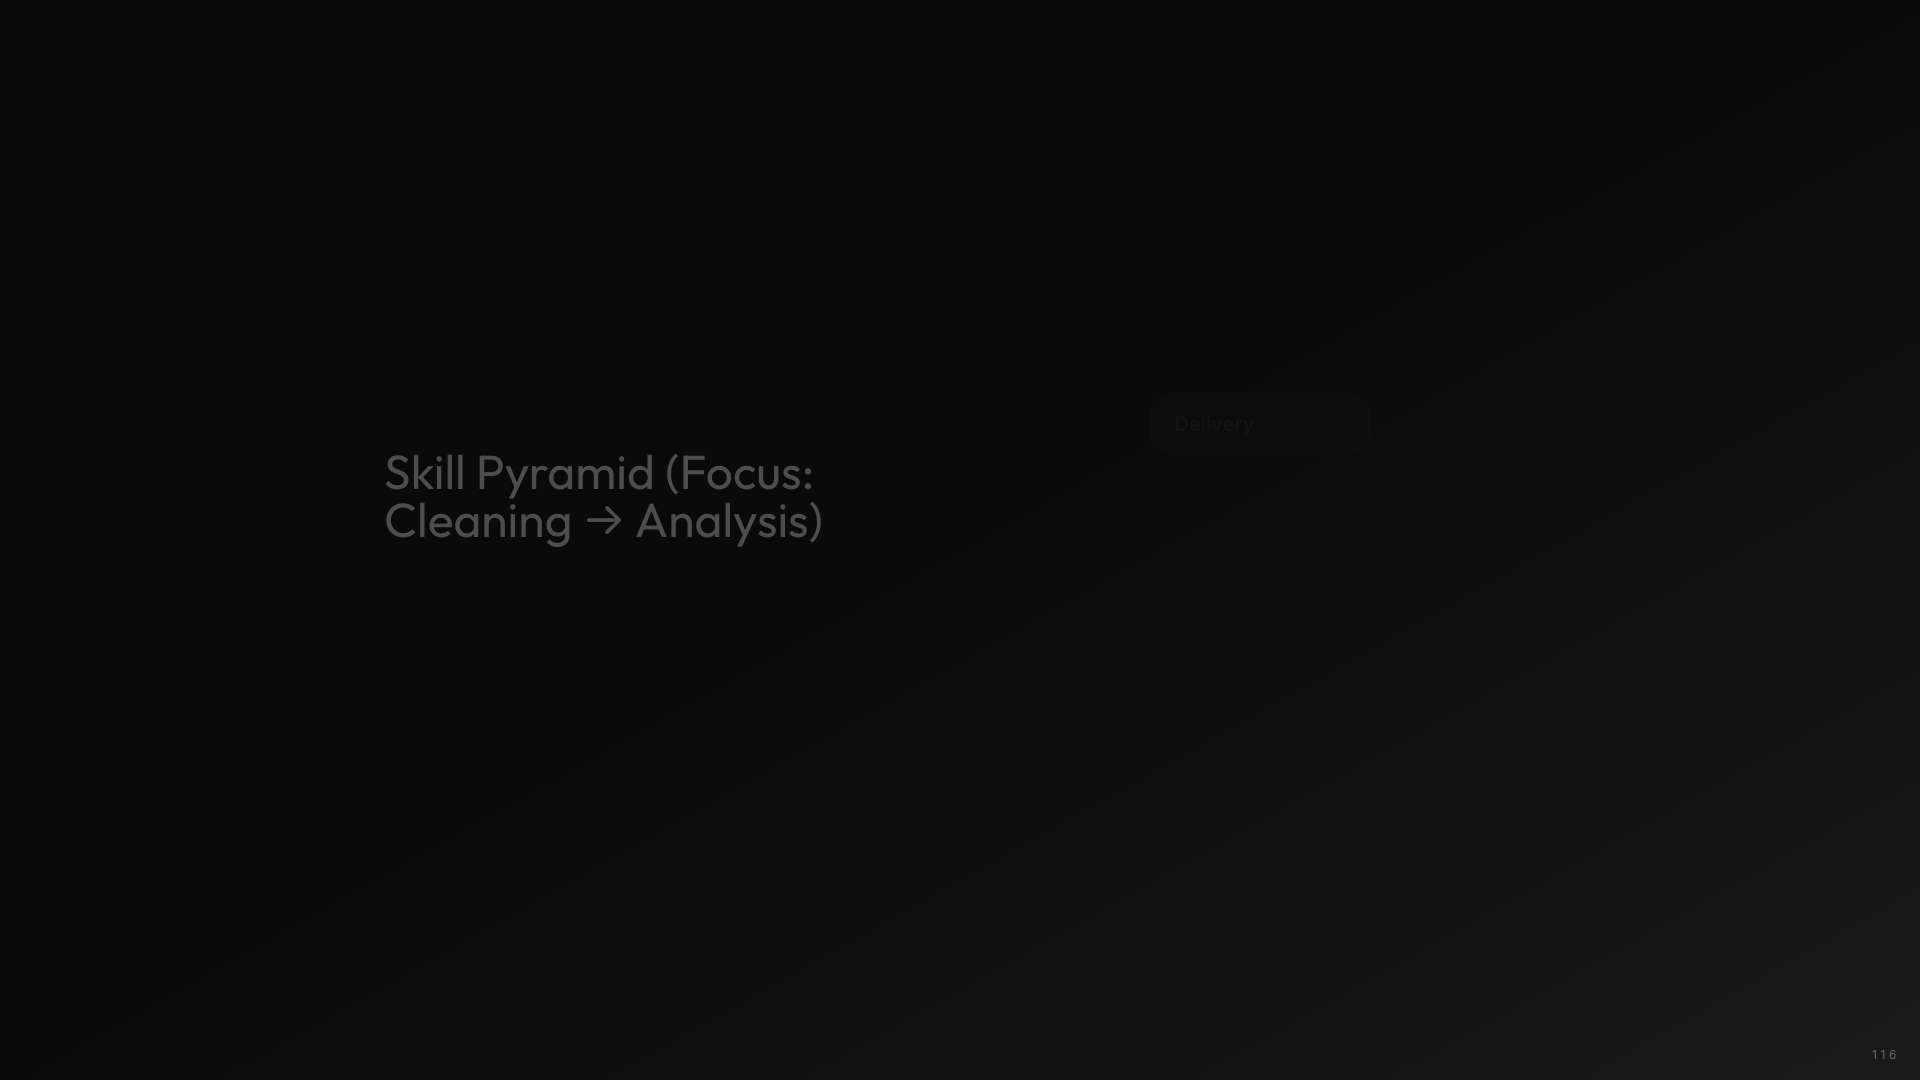 Skill Pyramid (Focus:
Cleaning → Analysis)
Delivery
116